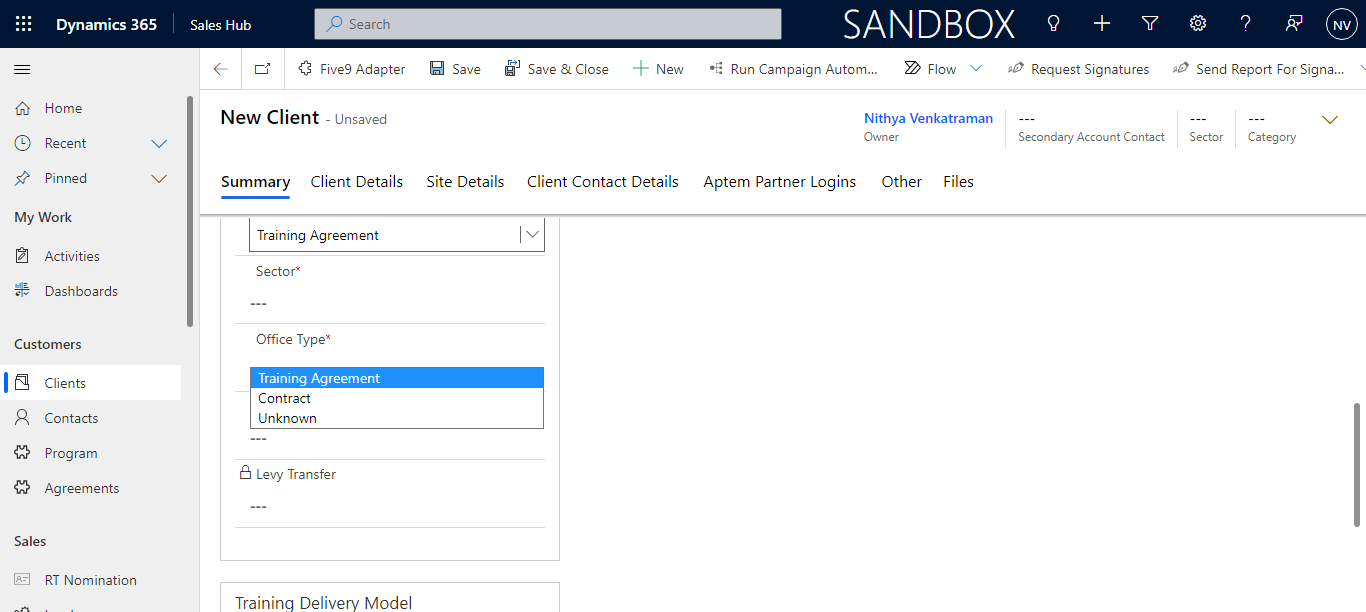 Dynamics 365
Sales Hub
Search
SANDBOX
NV
Five9 Adapter
Save
Save & Close
New
Run Campaign Autom...
Flow
Request Signatures
Send Report For Signa...
Home
Recent
Pinned
My Work
Activities
Dashboards
Customers
Clients
Contacts
Program
Agreements
Sales
RT Nomination
New Client - Unsaved
Nithya Venkatraman
Owner
---
Secondary Account Contact
---
Sector
---
Category
Summary
Client Details
Site Details
Client Contact Details
Aptem Partner Logins
Other
Files
Training Agreement
Sector*
---
Office Type*
Training Agreement
Contract
Unknown
---
Levy Transfer
---
Training Delivery Model